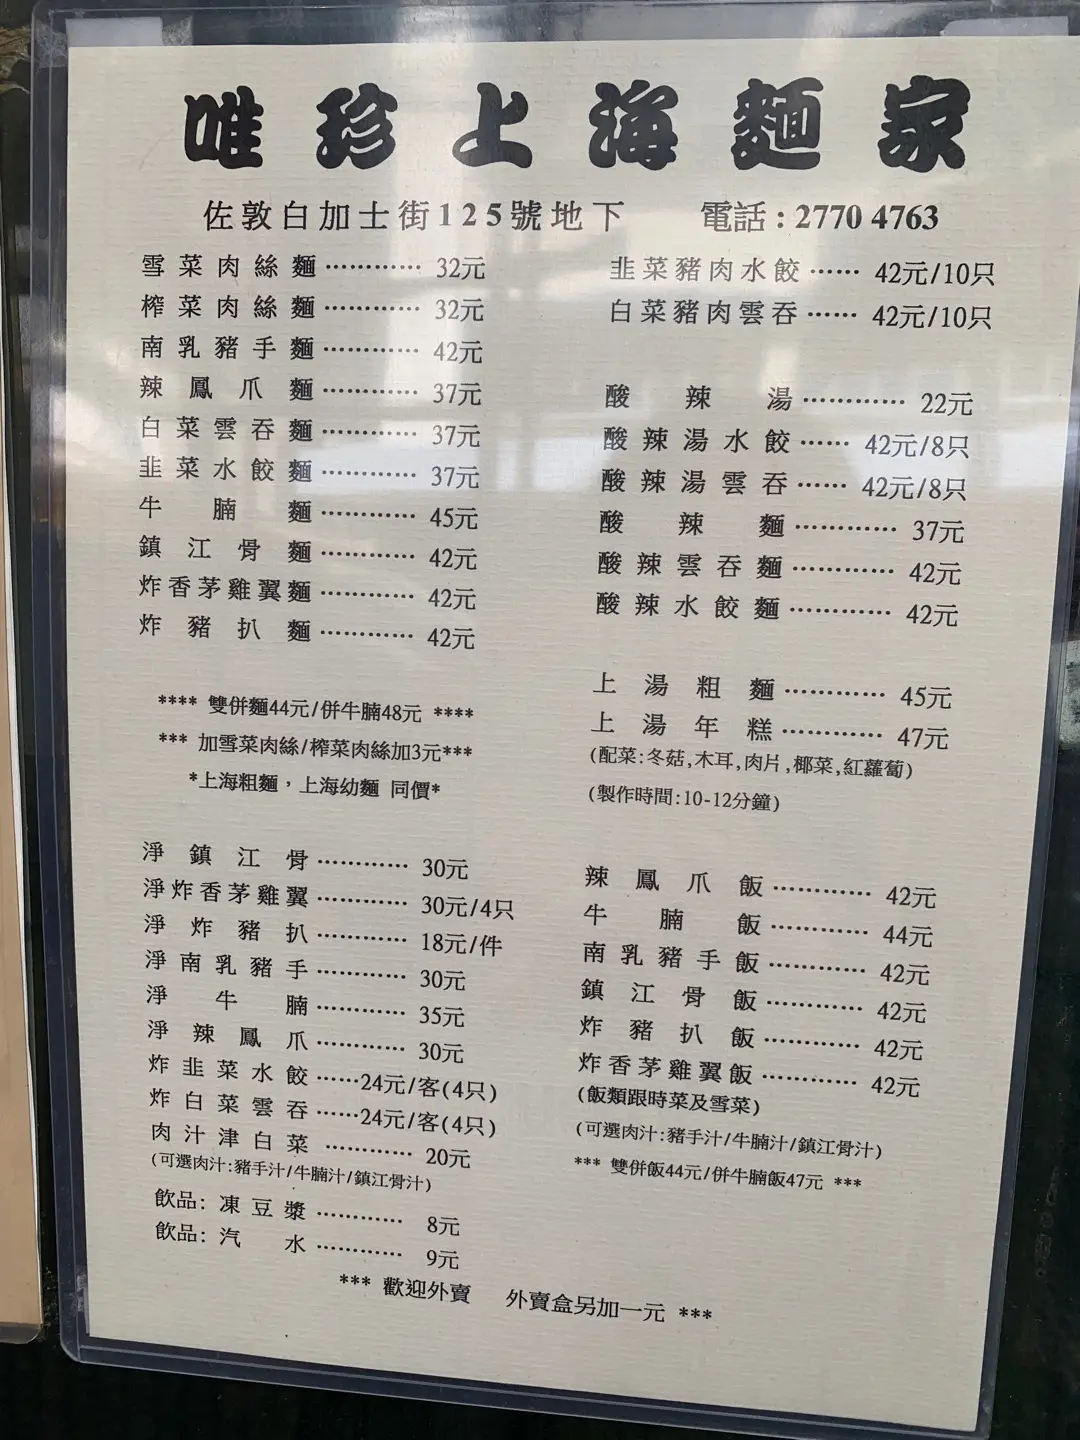 唯珍上海麵家
佐敦白加士街125號地下 電話：2770 4763
雪菜肉絲麵………… 32元
榨菜肉絲麵………… 32元
南乳豬手麵………… 42元
辣鳳爪麵………… 37元
白菜雲吞麵………… 37元
韭菜水餃麵………… 37元
牛腩麵………… 45元
鎮江骨麵………… 42元
炸香茅雞翼麵………… 42元
炸豬扒麵………… 42元
**** 雙併麵44元/併牛腩48元 ****
*** 加雪菜肉絲/榨菜肉絲加3元***
*上海粗麵，上海幼麵 同價*
淨鎮江骨………… 30元
淨炸香茅雞翼………… 30元/4只
淨炸豬扒………… 18元/件
淨南乳豬手………… 30元
淨牛腩………… 35元
淨辣鳳爪………… 30元
炸韭菜水餃……24元/客(4只)
炸白菜雲吞……24元/客(4只)
肉汁津白菜………… 20元
(可選肉汁:豬手汁/牛腩汁/鎮江骨汁)
飲品: 凍豆漿………… 8元
飲品: 汽水………… 9元
韭菜豬肉水餃…… 42元/10只
白菜豬肉雲吞…… 42元/10只
酸辣湯………… 22元
酸辣湯水餃…… 42元/8只
酸辣湯雲吞…… 42元/8只
酸辣麵………… 37元
酸辣雲吞麵………… 42元
酸辣水餃麵………… 42元
上湯粗麵………… 45元
上湯年糕………… 47元
(配菜:冬菇,木耳,肉片,椰菜,紅蘿蔔)
(製作時間:10-12分鐘)
辣鳳爪飯………… 42元
牛腩飯………… 44元
南乳豬手飯………… 42元
鎮江骨飯………… 42元
炸豬扒飯………… 42元
炸香茅雞翼飯………… 42元
(飯類跟時菜及雪菜)
(可選肉汁:豬手汁/牛腩汁/鎮江骨汁)
*** 雙併飯44元/併牛腩飯47元 ***
*** 歡迎外賣 外賣盒另加一元 ***